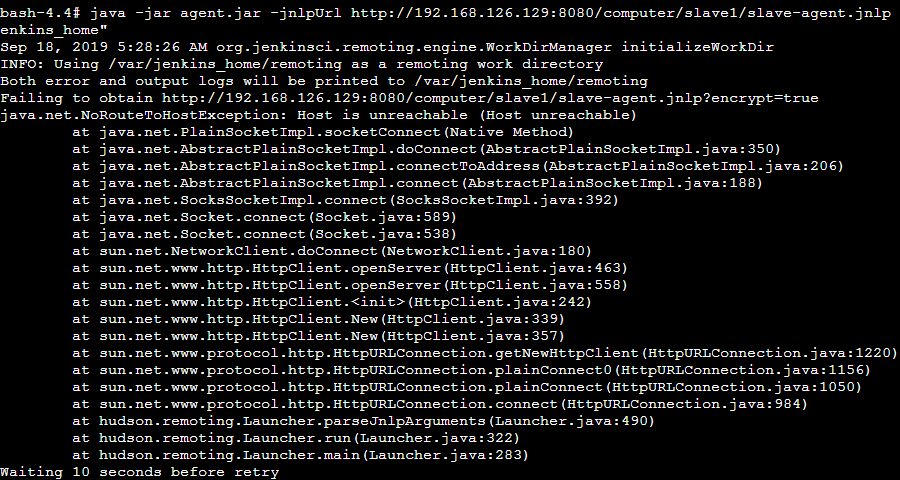 bash-4.4# java -jar agent.jar -jnlpUrl http://192.168.126.129:8080/computer/slave1/slave-agent.jnlp
enkins_home"
Sep 18, 2019 5:28:26 AM org.jenkinsci.remoting.engine.WorkDirManager initializeWorkDir
INFO: Using /var/jenkins_home/remoting as a remoting work directory
Both error and output logs will be printed to /var/jenkins_home/remoting
Failing to obtain http://192.168.126.129:8080/computer/slave1/slave-agent.jnlp?encrypt=true
java.net.NoRouteToHostException: Host is unreachable (Host unreachable)
        at java.net.PlainSocketImpl.socketConnect(Native Method)
        at java.net.AbstractPlainSocketImpl.doConnect(AbstractPlainSocketImpl.java:350)
        at java.net.AbstractPlainSocketImpl.connectToAddress(AbstractPlainSocketImpl.java:206)
        at java.net.AbstractPlainSocketImpl.connect(AbstractPlainSocketImpl.java:188)
        at java.net.SocksSocketImpl.connect(SocksSocketImpl.java:392)
        at java.net.Socket.connect(Socket.java:589)
        at java.net.Socket.connect(Socket.java:538)
        at sun.net.NetworkClient.doConnect(NetworkClient.java:180)
        at sun.net.www.http.HttpClient.openServer(HttpClient.java:463)
        at sun.net.www.http.HttpClient.openServer(HttpClient.java:558)
        at sun.net.www.http.HttpClient.<init>(HttpClient.java:242)
        at sun.net.www.http.HttpClient.New(HttpClient.java:339)
        at sun.net.www.http.HttpClient.New(HttpClient.java:357)
        at sun.net.www.protocol.http.HttpURLConnection.getNewHttpClient(HttpURLConnection.java:1220)
        at sun.net.www.protocol.http.HttpURLConnection.plainConnect0(HttpURLConnection.java:1156)
        at sun.net.www.protocol.http.HttpURLConnection.plainConnect(HttpURLConnection.java:1050)
        at sun.net.www.protocol.http.HttpURLConnection.connect(HttpURLConnection.java:984)
        at hudson.remoting.Launcher.parseJnlpArguments(Launcher.java:490)
        at hudson.remoting.Launcher.run(Launcher.java:322)
        at hudson.remoting.Launcher.main(Launcher.java:283)
Waiting 10 seconds before retry